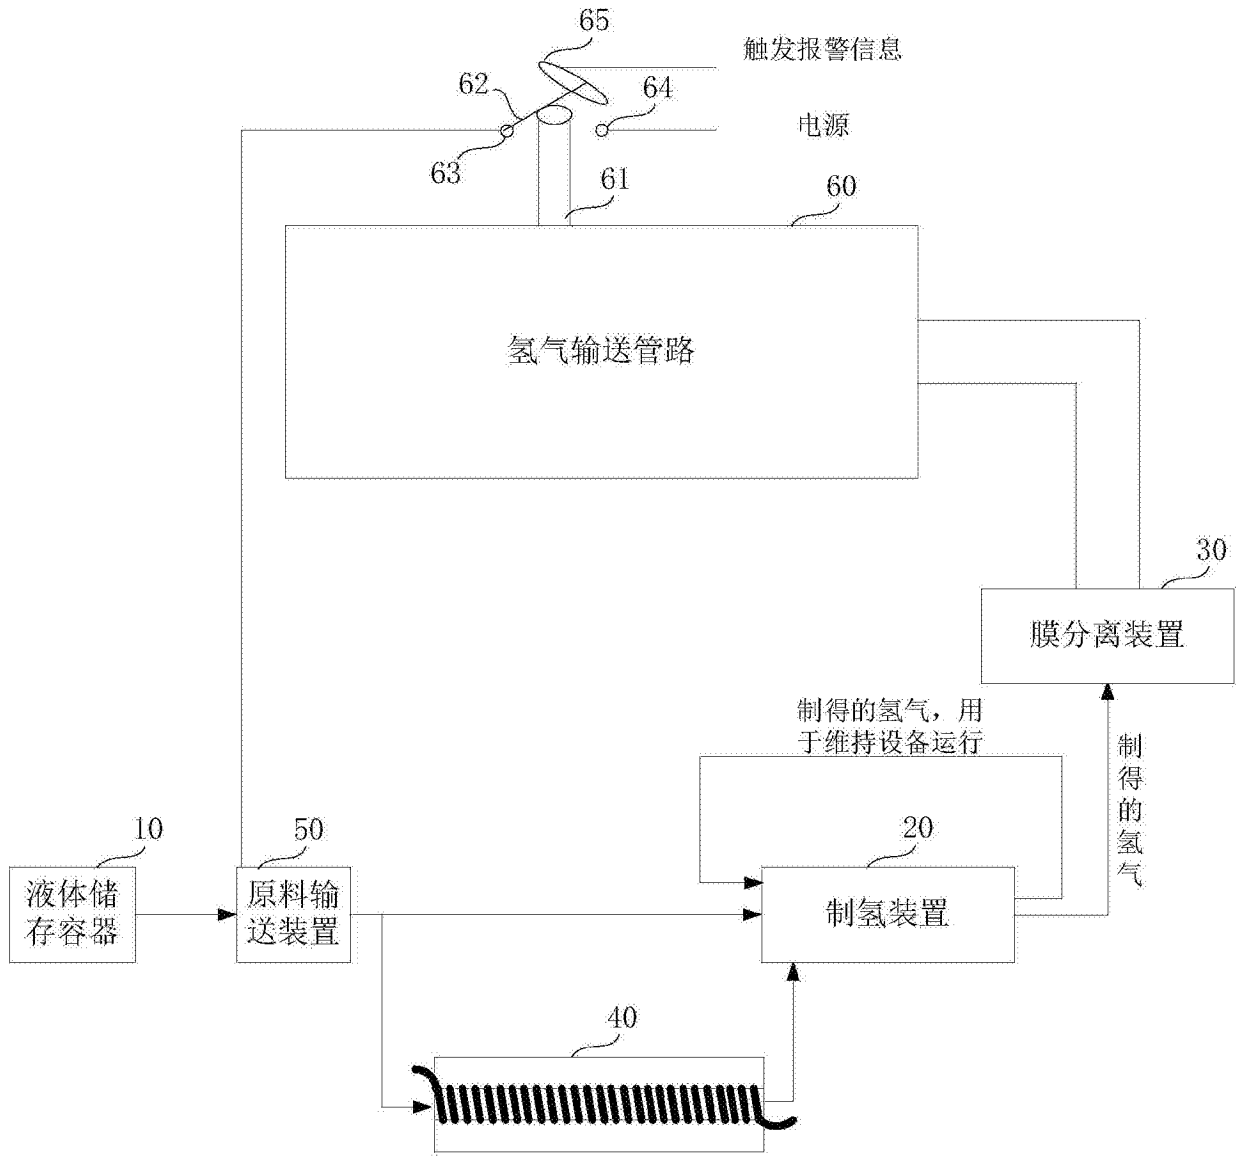 65
触发报警信息
62
64
电源
63
61
60
氢气输送管路
30
膜分离装置
制得的氢气，用
于维持设备运行
制得的氢气
10
50
20
液体储
存容器
原料输
送装置
制氢装置
40